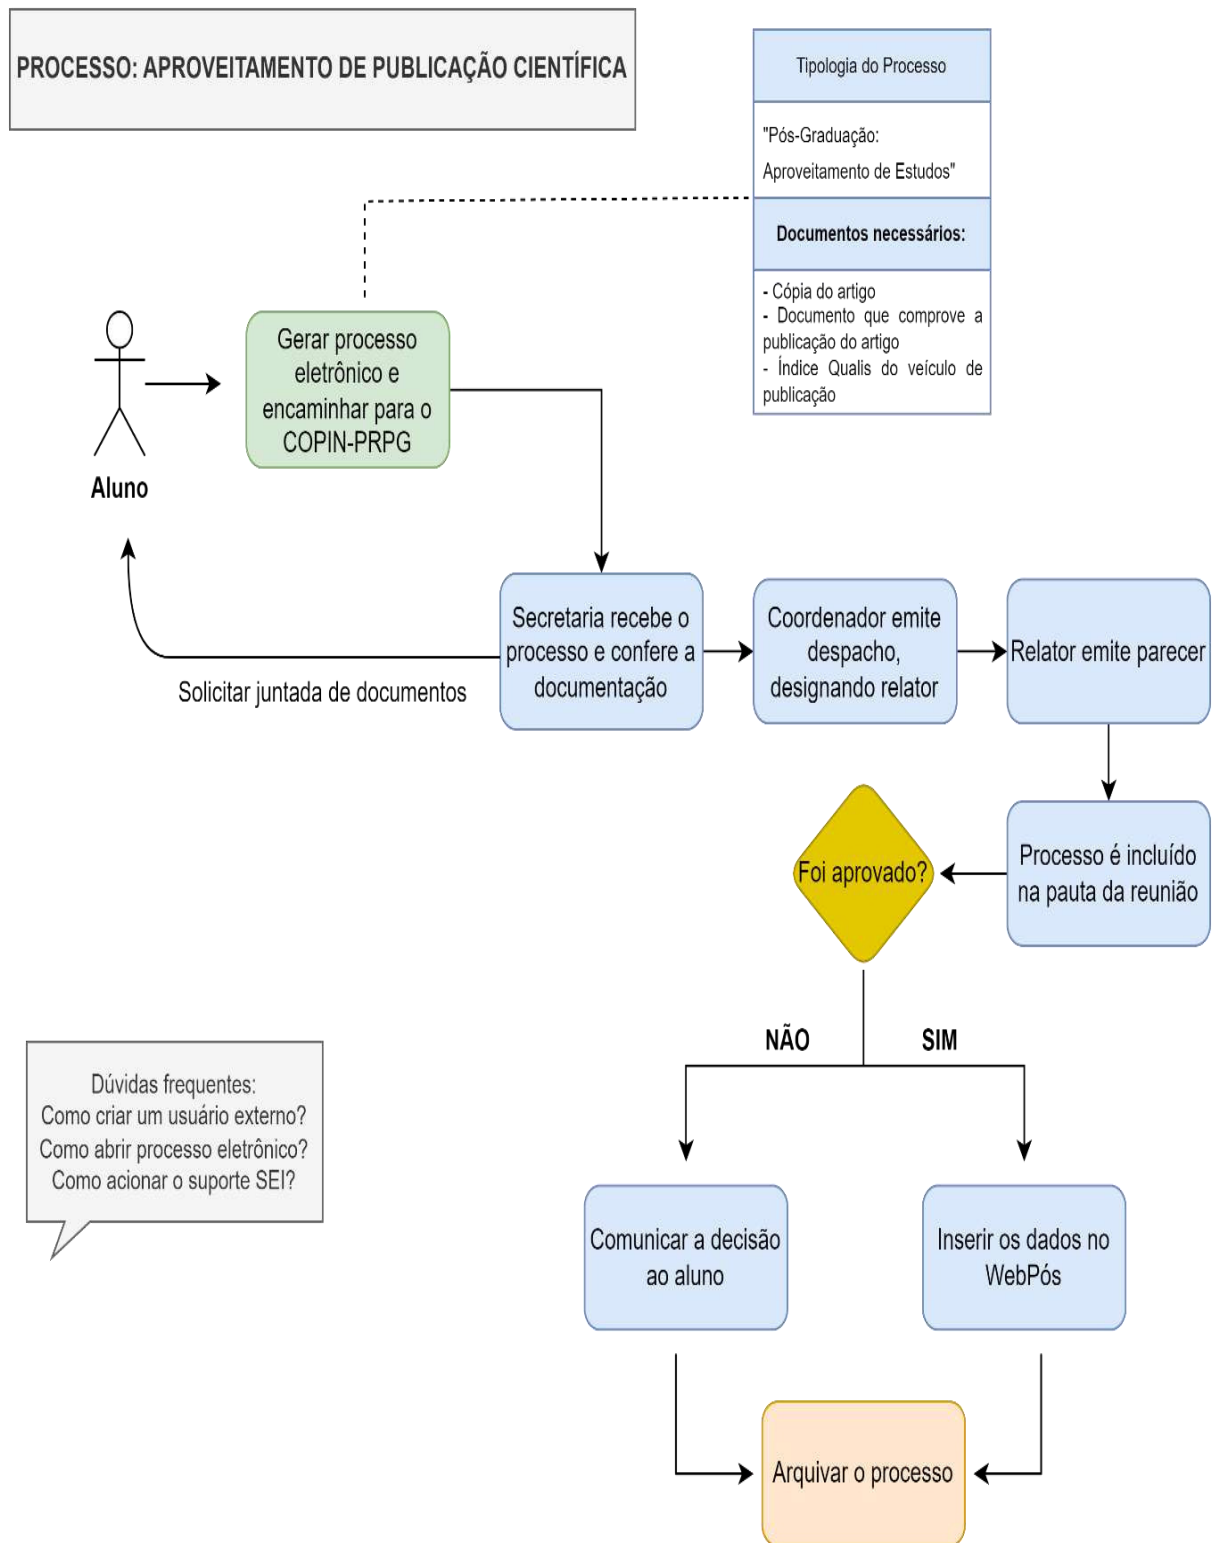 PROCESSO: APROVEITAMENTO DE PUBLICAÇÃO CIENTÍFICA
Tipologia do Processo
"Pós-Graduação:
Aproveitamento de Estudos"
Documentos necessários:
- Cópia do artigo
- Documento que comprove a
publicação do artigo
- Índice Qualis do veículo de
publicação
Gerar processo
eletrônico e
encaminhar para o
COPIN-PRPG
Aluno
Secretaria recebe o
processo e confere a
documentação
Solicitar juntada de documentos
Coordenador emite
despacho,
designando relator
Relator emite parecer
Processo é incluído
na pauta da reunião
Foi aprovado?
NÃO
SIM
Dúvidas frequentes:
Como criar um usuário externo?
Como abrir processo eletrônico?
Como acionar o suporte SEI?
Comunicar a decisão
ao aluno
Inserir os dados no
WebPós
Arquivar o processo